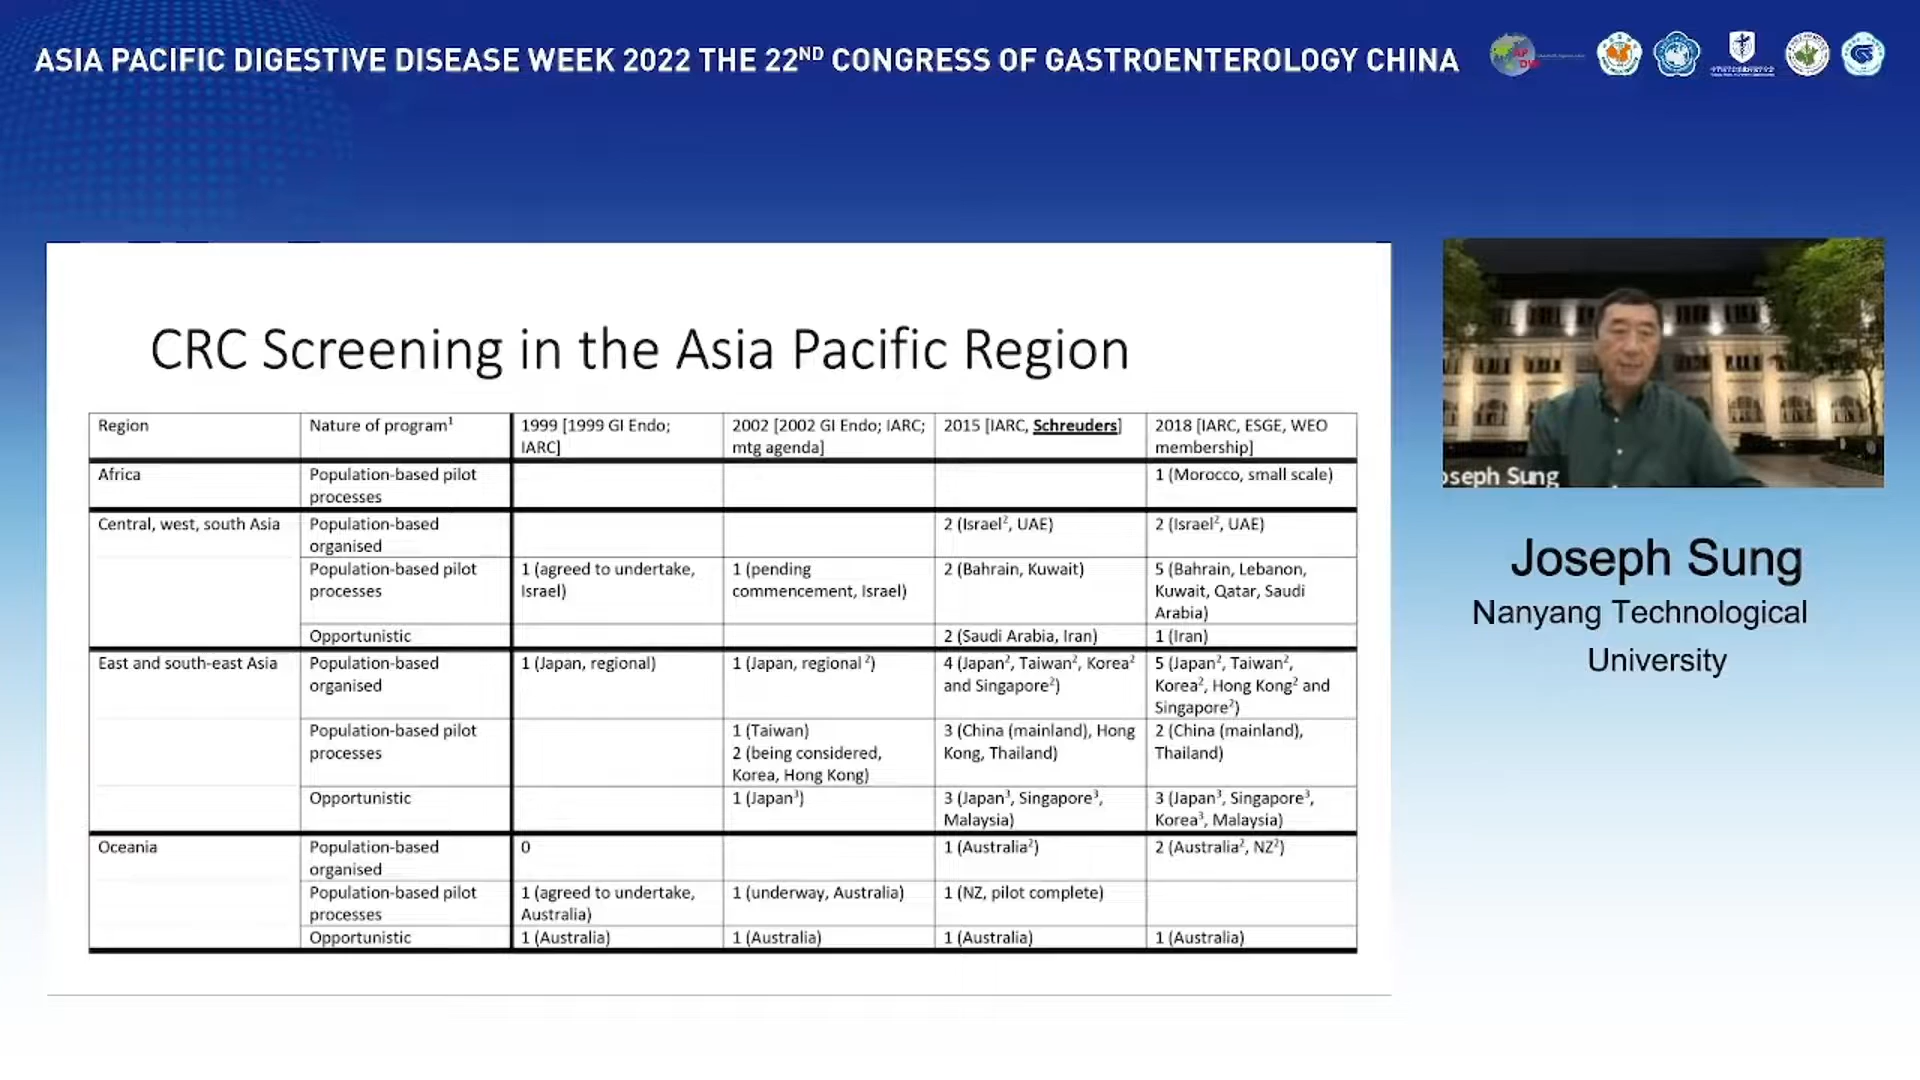 ASIA PACIFIC DIGESTIVE DISEASE WEEK 2022 THE 22ND CONGRESS OF GASTROENTEROLOGY CHINA
CRC Screening in the Asia Pacific Region
Region
Nature of program¹
1999 [1999 GI Endo;
IARC]
2002 [2002 GI Endo; IARC;
mtg agenda]
2015 [IARC, Schreuders]
2018 [IARC, ESGE, WEO
membership]
Africa
Population-based pilot
processes
1 (Morocco, small scale)
Central, west, south Asia
Population-based
organised
2 (Israel², UAE)
2 (Israel², UAE)
Population-based pilot
processes
1 (agreed to undertake,
Israel)
1 (pending
commencement, Israel)
2 (Bahrain, Kuwait)
5 (Bahrain, Lebanon,
Kuwait, Qatar, Saudi
Arabia)
Opportunistic
2 (Saudi Arabia, Iran)
1 (Iran)
East and south-east Asia
Population-based
organised
1 (Japan, regional)
1 (Japan, regional ²)
4 (Japan², Taiwan², Korea²
and Singapore²)
5 (Japan², Taiwan²,
Korea², Hong Kong² and
Singapore²)
Population-based pilot
processes
1 (Taiwan)
2 (being considered,
Korea, Hong Kong)
3 (China (mainland), Hong
Kong, Thailand)
2 (China (mainland),
Thailand)
Opportunistic
1 (Japan³)
3 (Japan³, Singapore³,
Malaysia)
3 (Japan³, Singapore³,
Korea³, Malaysia)
Oceania
Population-based
organised
0
1 (Australia²)
2 (Australia², NZ²)
Population-based pilot
processes
1 (agreed to undertake,
Australia)
1 (underway, Australia)
1 (NZ, pilot complete)
Opportunistic
1 (Australia)
1 (Australia)
1 (Australia)
1 (Australia)
oseph Sung
Joseph Sung
Nanyang Technological
University